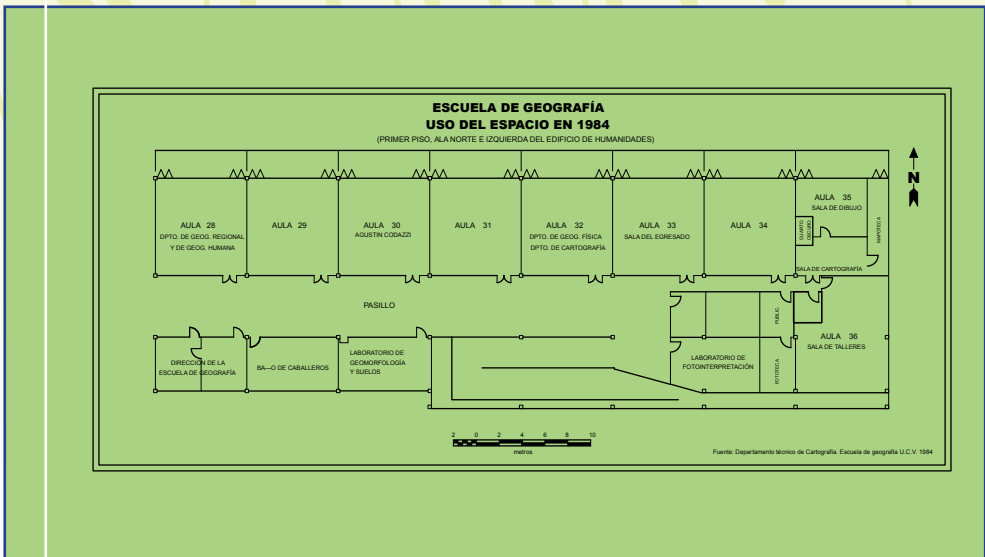 ESCUELA DE GEOGRAFÍA
USO DEL ESPACIO EN 1984
(PRIMER PISO, ALA NORTE E IZQUIERDA DEL EDIFICIO DE HUMANIDADES)
N
AULA 28
DPTO. DE GEOG. REGIONAL
Y DE GEOG. HUMANA
AULA 29
AULA 30
AGUSTIN CODAZZI
AULA 31
AULA 32
DPTO. DE GEOG. FÍSICA
DPTO. DE CARTOGRAFÍA
AULA 33
SALA DEL EGRESADO
AULA 34
AULA 35
SALA DE DIBUJO
CUARTO
OSCURO
MAPOTECA
SALA DE CARTOGRAFÍA
PASILLO
DIRECCION DE LA
ESCUELA DE GEOGRAFÍA
BA—O DE CABALLEROS
LABORATORIO DE
GEOMORFOLOGÍA
Y SUELOS
LABORATORIO DE
FOTOINTERPRETACIÓN
PUBLIC.
FOTOTECA
AULA 36
SALA DE TALLERES
2 0 2 4 6 8 10
metros
Fuente: Departamento técnico de Cartografía. Escuela de geografía U.C.V. 1984